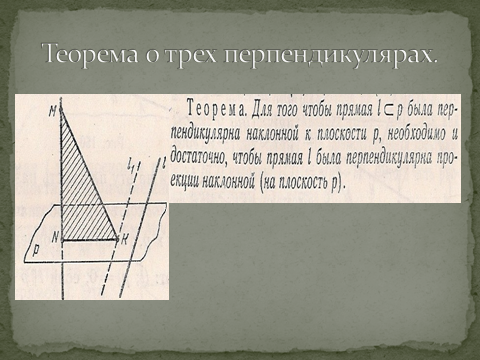 Теорема о трех перпендикулярах.
Теорема. Для того чтобы прямая l ⊂ p была пер-
пендикулярна наклонной к плоскости p, необходимо и
достаточно, чтобы прямая l была перпендикулярна про-
екции наклонной (на плоскость p).
M
l₁ l
N K
p